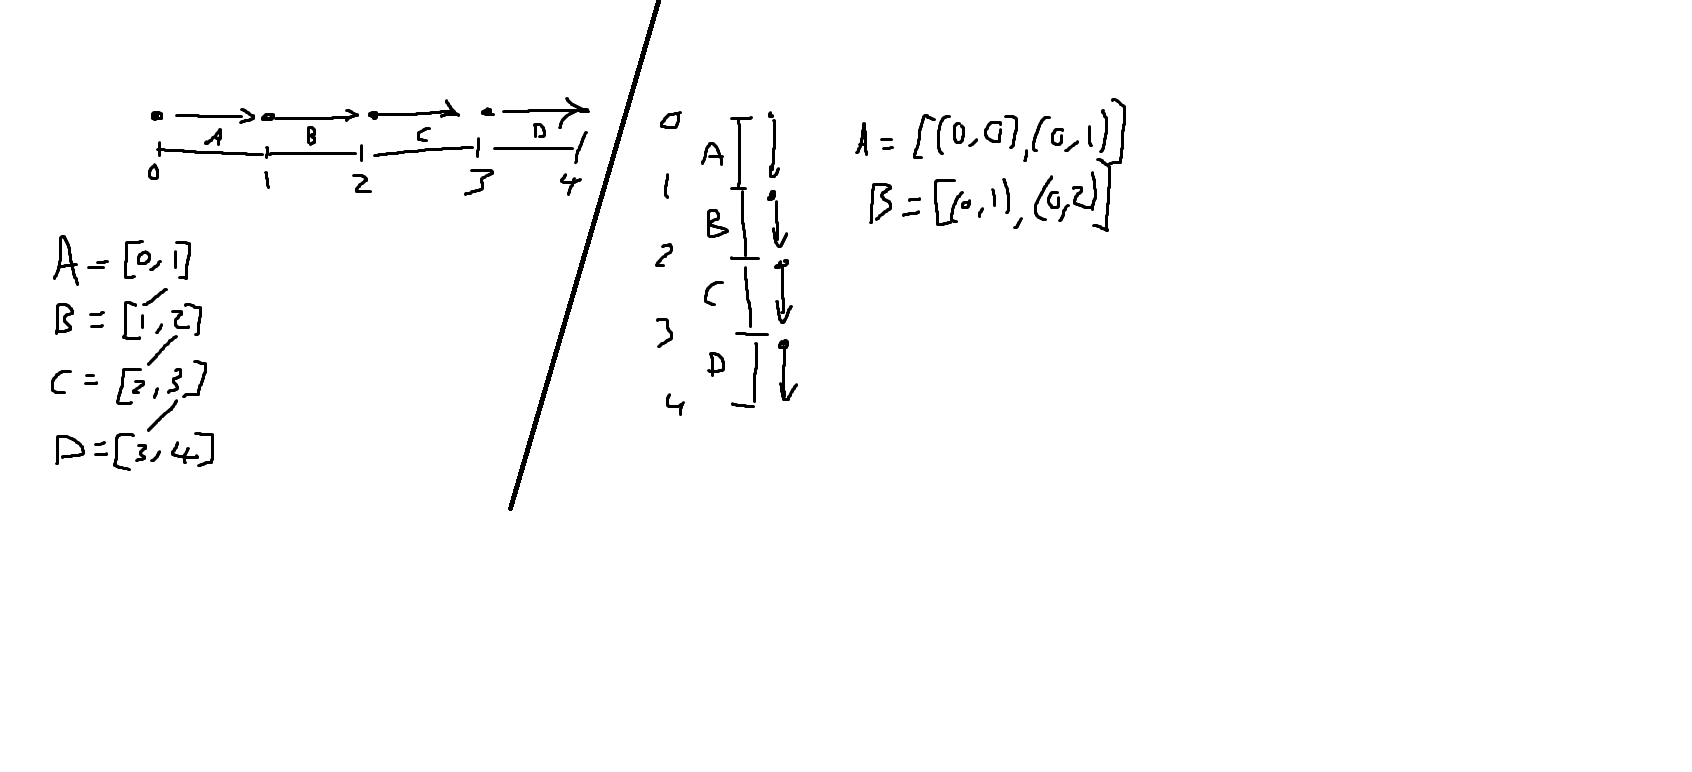 A B C D
0 1 2 3 4
A = [0, 1]
B = [1, 2]
C = [2, 3]
D = [3, 4]
0
A
1
B
2
C
3
D
4
A = [(0,0),(0,1)]
B = [(0,1),(0,2)]